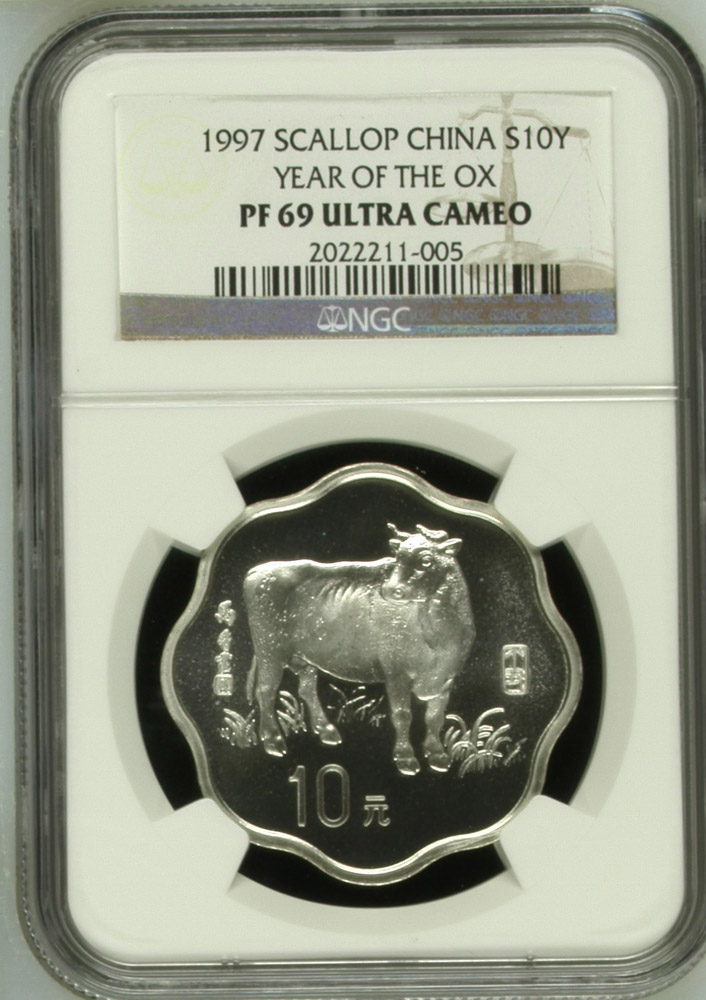 1997 SCALLOP CHINA S10Y
YEAR OF THE OX
PF 69 ULTRA CAMEO
2022211-005
NGC
10元